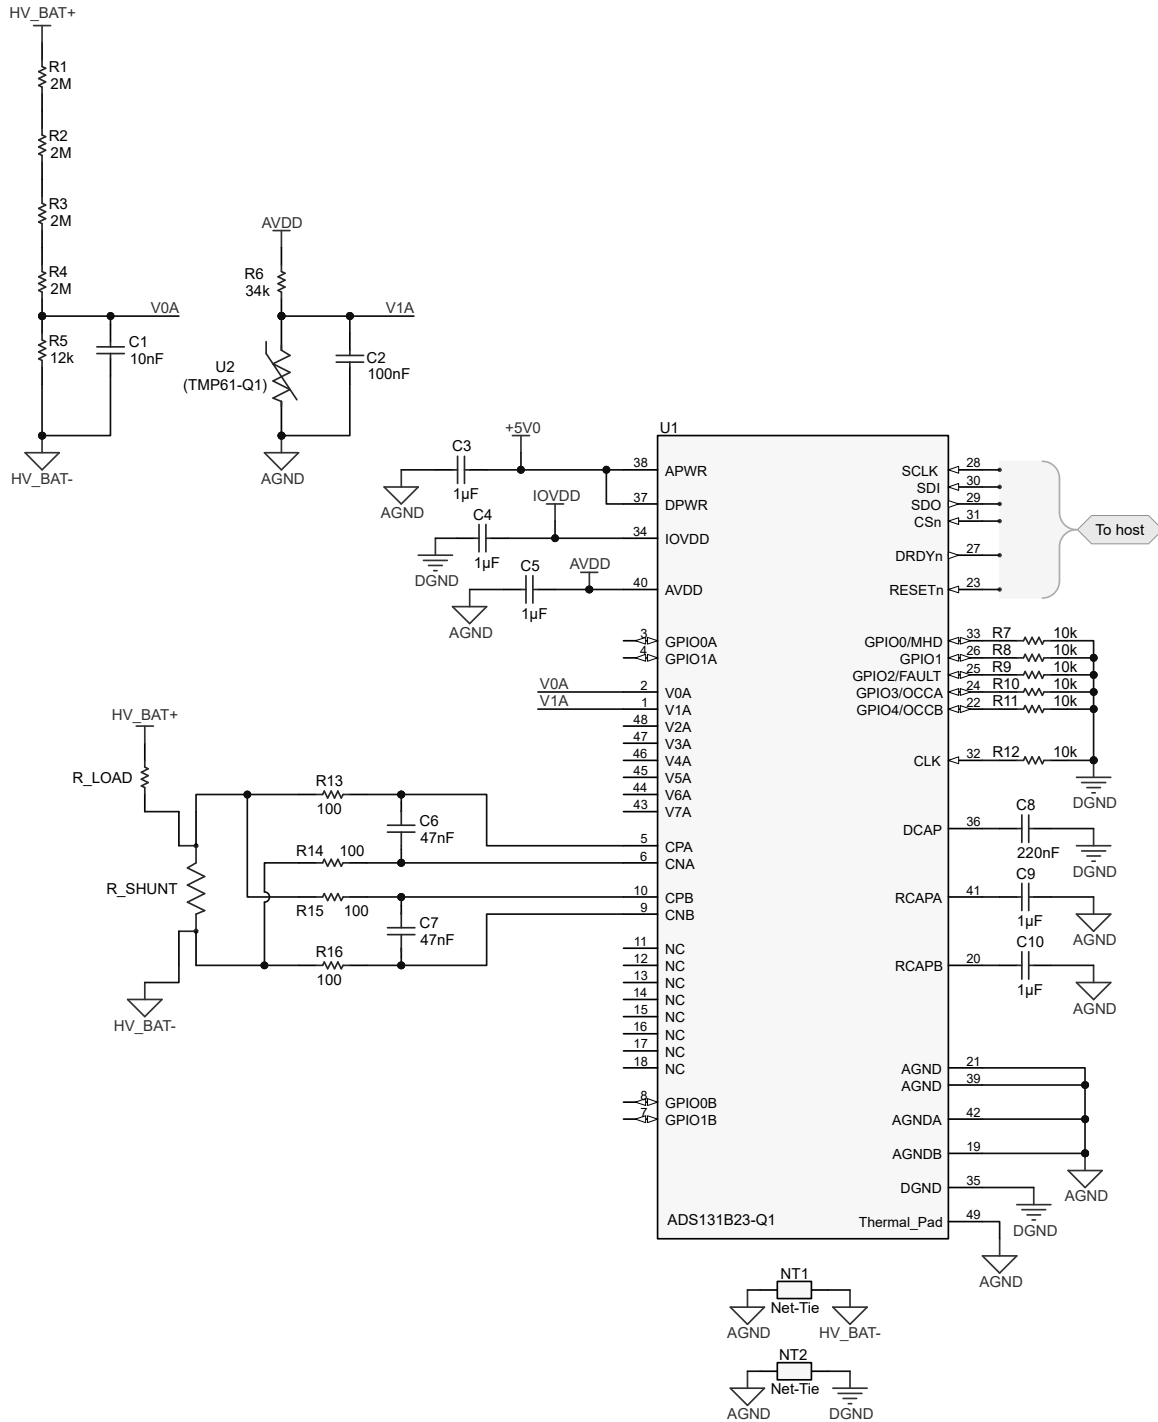 HV_BAT+
R1
2M
R2
2M
R3
2M
R4
2M
V0A
R5
12k
C1
10nF
HV_BAT-
AVDD
R6
34k
V1A
U2
(TMP61-Q1)
C2
100nF
AGND
U1
+5V0
C3
1µF
AGND
38
APWR
37
DPWR
IOVDD
C4
1µF
DGND
34
IOVDD
AVDD
C5
1µF
AGND
40
AVDD
3
GPIO0A
4
GPIO1A
V0A
2
V0A
V1A
1
V1A
48
V2A
47
V3A
46
V4A
45
V5A
44
V6A
43
V7A
HV_BAT+
R_LOAD
R_SHUNT
HV_BAT-
R13
100
C6
47nF
R14 100
R15 100
C7
47nF
R16
100
5
CPA
6
CNA
10
CPB
9
CNB
11
NC
12
NC
13
NC
14
NC
15
NC
16
NC
17
NC
18
NC
8
GPIO0B
7
GPIO1B
ADS131B23-Q1
SCLK
28
SDI
30
SDO
29
CSn
31
DRDYn
27
RESETn
23
To host
GPIO0/MHD
33
R7 10k
GPIO1
26
R8 10k
GPIO2/FAULT
25
R9 10k
GPIO3/OCCA
24
R10 10k
GPIO4/OCCB
22
R11 10k
CLK
32
R12 10k
DGND
DCAP
36
C8
220nF
DGND
RCAPA
41
C9
1µF
AGND
RCAPB
20
C10
1µF
AGND
AGND
21
AGND
39
AGNDA
42
AGNDB
19
AGND
DGND
35
DGND
Thermal_Pad
49
AGND
NT1
Net-Tie
AGND
HV_BAT-
NT2
Net-Tie
AGND
DGND